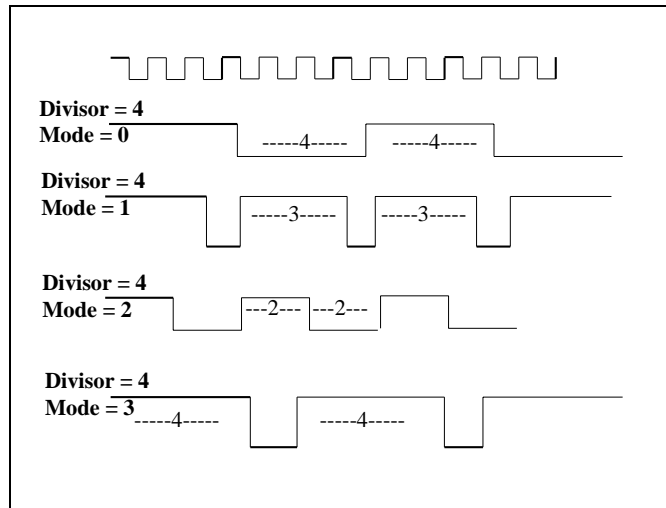 Divisor = 4
Mode = 0
-----4----- -----4-----
Divisor = 4
Mode = 1
-----3----- -----3-----
Divisor = 4
Mode = 2
---2--- ---2---
Divisor = 4
Mode = 3
-----4----- -----4-----